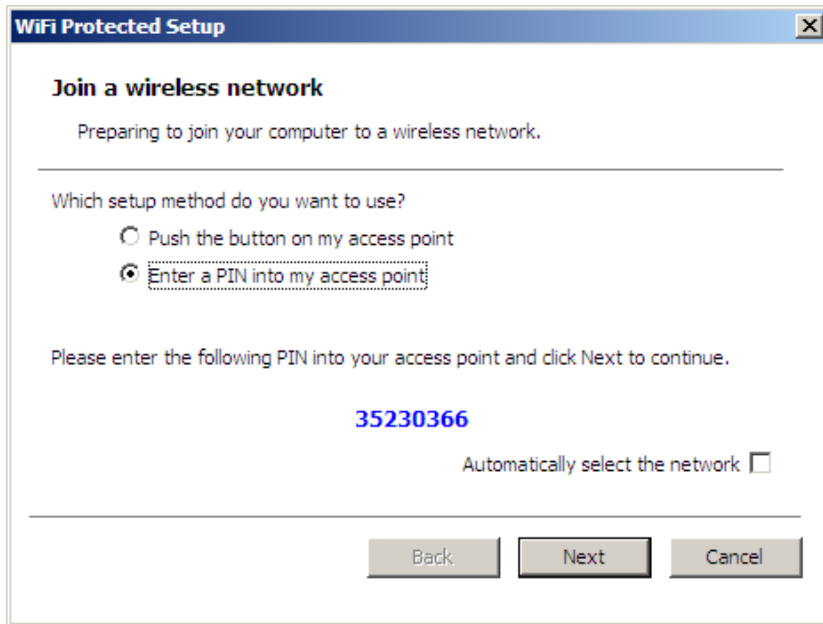 WiFi Protected Setup
Join a wireless network
Preparing to join your computer to a wireless network.
Which setup method do you want to use?
Push the button on my access point
Enter a PIN into my access point
Please enter the following PIN into your access point and click Next to continue.
35230366
Automatically select the network
Back Next Cancel